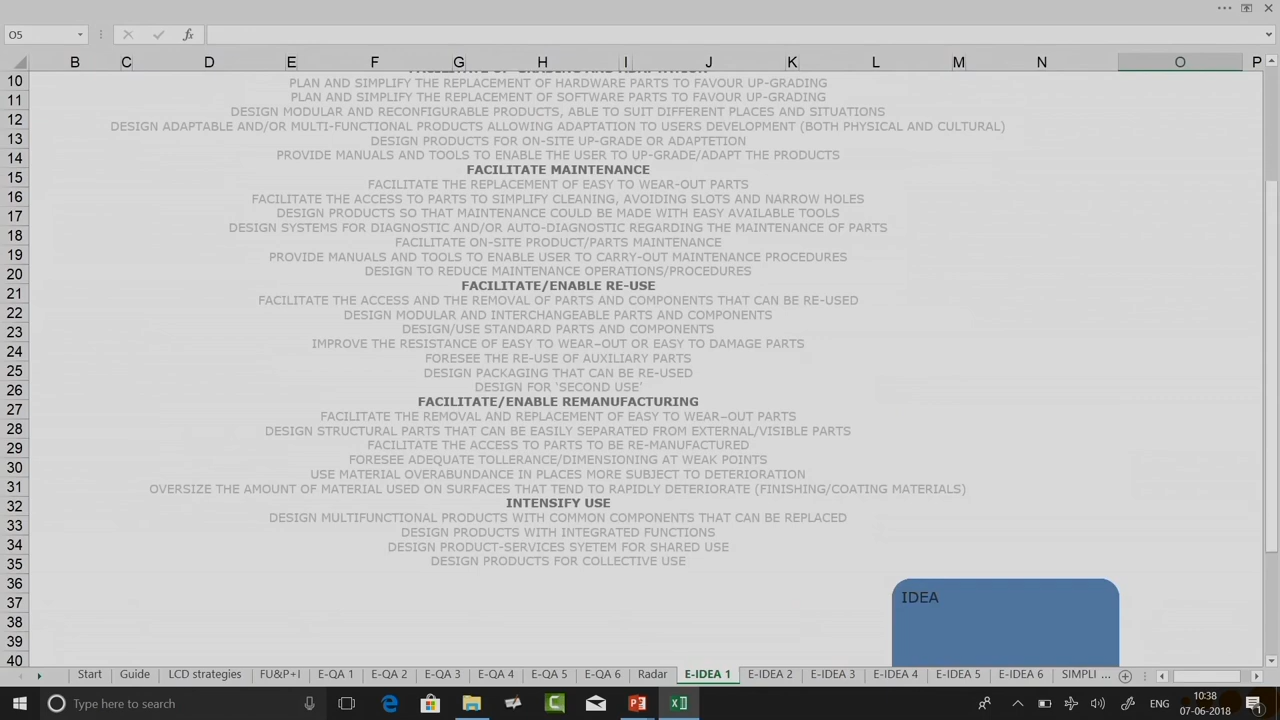 O5
fx
B C D E F G H I J K L M N O P
10
PLAN AND SIMPLIFY THE REPLACEMENT OF HARDWARE PARTS TO FAVOUR UP-GRADING
11
PLAN AND SIMPLIFY THE REPLACEMENT OF SOFTWARE PARTS TO FAVOUR UP-GRADING
DESIGN MODULAR AND RECONFIGURABLE PRODUCTS, ABLE TO SUIT DIFFERENT PLACES AND SITUATIONS
12
DESIGN ADAPTABLE AND/OR MULTI-FUNCTIONAL PRODUCTS ALLOWING ADAPTATION TO USERS DEVELOPMENT (BOTH PHYSICAL AND CULTURAL)
13
DESIGN PRODUCTS FOR ON-SITE UP-GRADE OR ADAPTETION
14
PROVIDE MANUALS AND TOOLS TO ENABLE THE USER TO UP-GRADE/ADAPT THE PRODUCTS
FACILITATE MAINTENANCE
15
FACILITATE THE REPLACEMENT OF EASY TO WEAR-OUT PARTS
16
FACILITATE THE ACCESS TO PARTS TO SIMPLIFY CLEANING, AVOIDING SLOTS AND NARROW HOLES
17
DESIGN PRODUCTS SO THAT MAINTENANCE COULD BE MADE WITH EASY AVAILABLE TOOLS
DESIGN SYSTEMS FOR DIAGNOSTIC AND/OR AUTO-DIAGNOSTIC REGARDING THE MAINTENANCE OF PARTS
18
FACILITATE ON-SITE PRODUCT/PARTS MAINTENANCE
19
PROVIDE MANUALS AND TOOLS TO ENABLE USER TO CARRY-OUT MAINTENANCE PROCEDURES
20
DESIGN TO REDUCE MAINTENANCE OPERATIONS/PROCEDURES
FACILITATE/ENABLE RE-USE
21
FACILITATE THE ACCESS AND THE REMOVAL OF PARTS AND COMPONENTS THAT CAN BE RE-USED
22
DESIGN MODULAR AND INTERCHANGEABLE PARTS AND COMPONENTS
23
DESIGN/USE STANDARD PARTS AND COMPONENTS
IMPROVE THE RESISTANCE OF EASY TO WEAR–OUT OR EASY TO DAMAGE PARTS
24
FORESEE THE RE-USE OF AUXILIARY PARTS
25
DESIGN PACKAGING THAT CAN BE RE-USED
26
DESIGN FOR ‘SECOND USE’
FACILITATE/ENABLE REMANUFACTURING
27
FACILITATE THE REMOVAL AND REPLACEMENT OF EASY TO WEAR–OUT PARTS
28
DESIGN STRUCTURAL PARTS THAT CAN BE EASILY SEPARATED FROM EXTERNAL/VISIBLE PARTS
29
FACILITATE THE ACCESS TO PARTS TO BE RE-MANUFACTURED
FORESEE ADEQUATE TOLLERANCE/DIMENSIONING AT WEAK POINTS
30
USE MATERIAL OVERABUNDANCE IN PLACES MORE SUBJECT TO DETERIORATION
31
OVERSIZE THE AMOUNT OF MATERIAL USED ON SURFACES THAT TEND TO RAPIDLY DETERIORATE (FINISHING/COATING MATERIALS)
32
INTENSIFY USE
DESIGN MULTIFUNCTIONAL PRODUCTS WITH COMMON COMPONENTS THAT CAN BE REPLACED
33
DESIGN PRODUCTS WITH INTEGRATED FUNCTIONS
34
DESIGN PRODUCT-SERVICES SYETEM FOR SHARED USE
35
DESIGN PRODUCTS FOR COLLECTIVE USE
36
37
IDEA
38
39
40
Start Guide LCD strategies FU&P+I E-QA 1 E-QA 2 E-QA 3 E-QA 4 E-QA 5 E-QA 6 Radar E-IDEA 1 E-IDEA 2 E-IDEA 3 E-IDEA 4 E-IDEA 5 E-IDEA 6 SIMPLI ...
Type here to search
ENG
10:38
07-06-2018